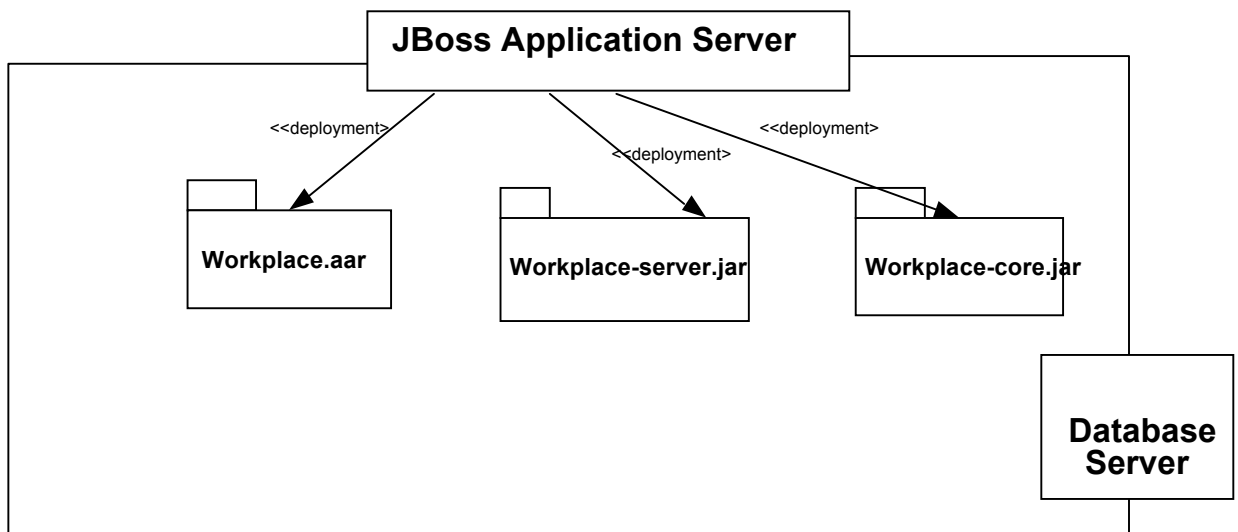 JBoss Application Server
<<deployment>
<<deployment>
<<deployment>
Workplace.aar
Workplace-server.jar
Workplace-core.jar
Database
Server